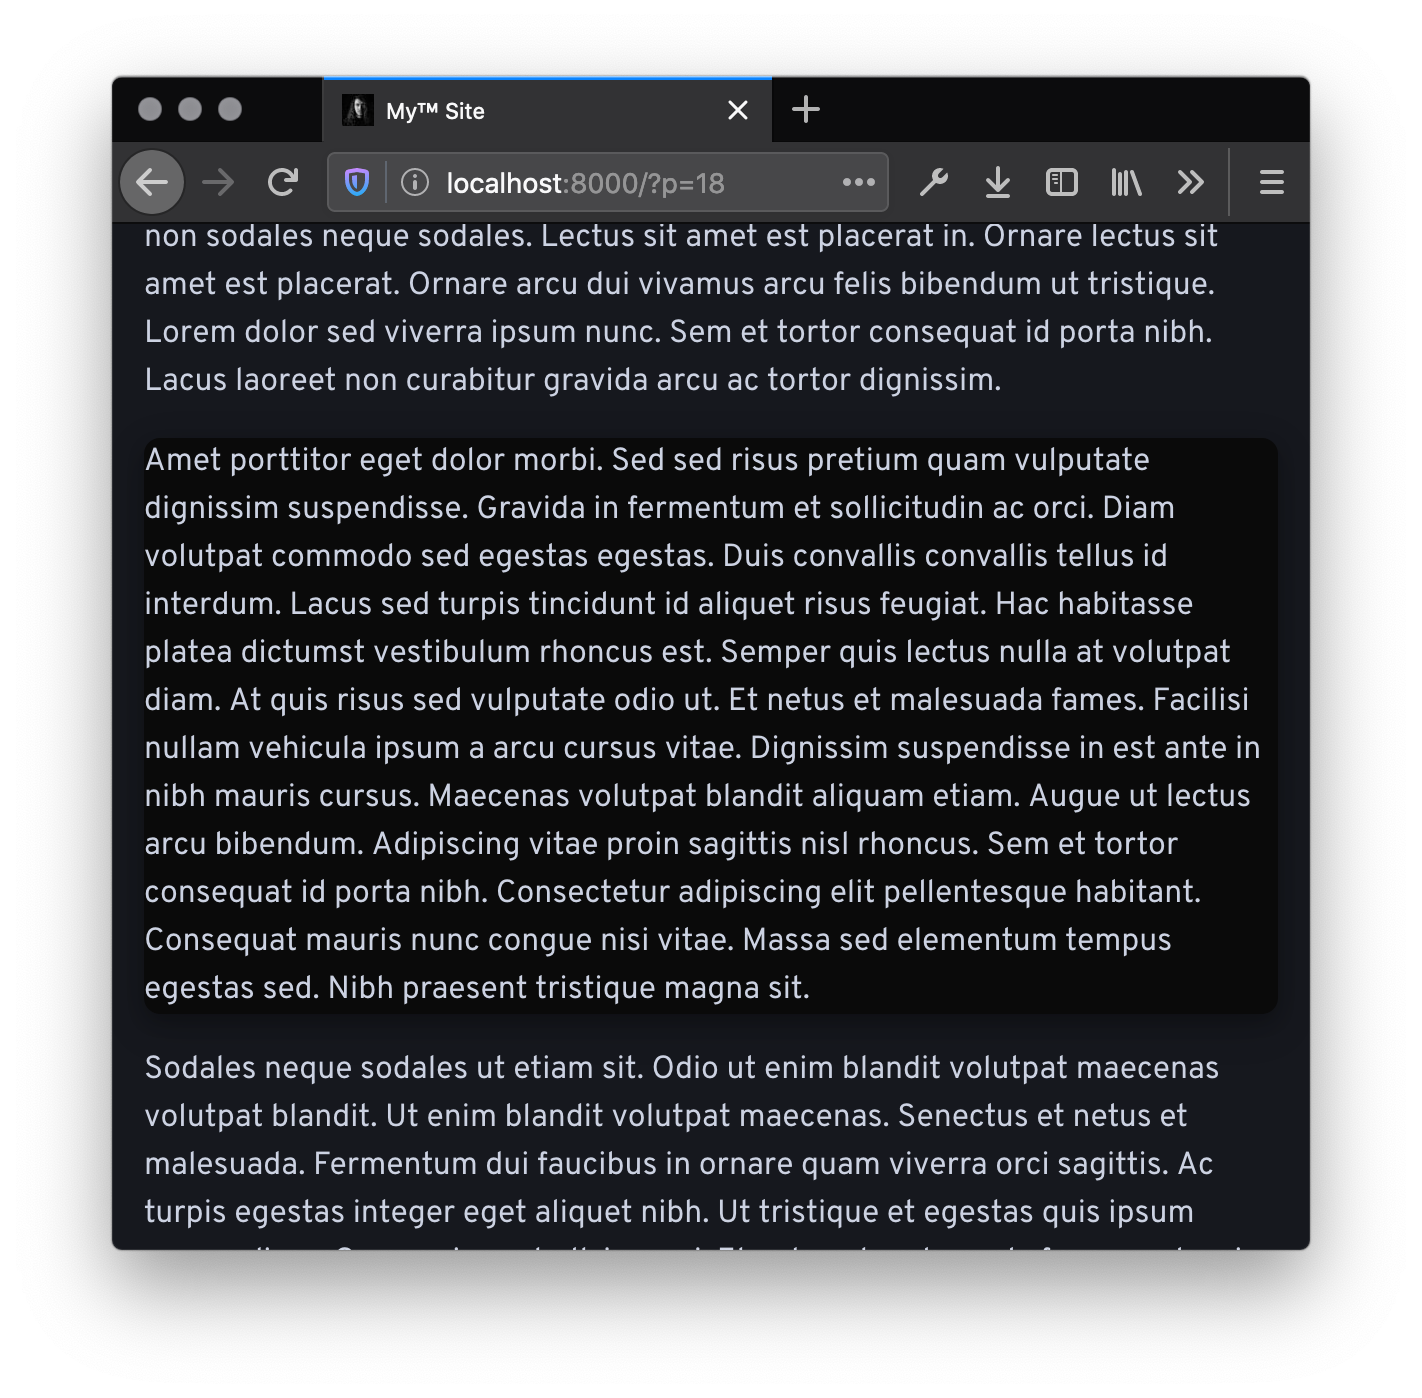 My™ Site
localhost:8000/?p=18
non sodales neque sodales. Lectus sit amet est placerat in. Ornare lectus sit
amet est placerat. Ornare arcu dui vivamus arcu felis bibendum ut tristique.
Lorem dolor sed viverra ipsum nunc. Sem et tortor consequat id porta nibh.
Lacus laoreet non curabitur gravida arcu ac tortor dignissim.
Amet porttitor eget dolor morbi. Sed sed risus pretium quam vulputate
dignissim suspendisse. Gravida in fermentum et sollicitudin ac orci. Diam
volutpat commodo sed egestas egestas. Duis convallis convallis tellus id
interdum. Lacus sed turpis tincidunt id aliquet risus feugiat. Hac habitasse
platea dictumst vestibulum rhoncus est. Semper quis lectus nulla at volutpat
diam. At quis risus sed vulputate odio ut. Et netus et malesuada fames. Facilisi
nullam vehicula ipsum a arcu cursus vitae. Dignissim suspendisse in est ante in
nibh mauris cursus. Maecenas volutpat blandit aliquam etiam. Augue ut lectus
arcu bibendum. Adipiscing vitae proin sagittis nisl rhoncus. Sem et tortor
consequat id porta nibh. Consectetur adipiscing elit pellentesque habitant.
Consequat mauris nunc congue nisi vitae. Massa sed elementum tempus
egestas sed. Nibh praesent tristique magna sit.
Sodales neque sodales ut etiam sit. Odio ut enim blandit volutpat maecenas
volutpat blandit. Ut enim blandit volutpat maecenas. Senectus et netus et
malesuada. Fermentum dui faucibus in ornare quam viverra orci sagittis. Ac
turpis egestas integer eget aliquet nibh. Ut tristique et egestas quis ipsum